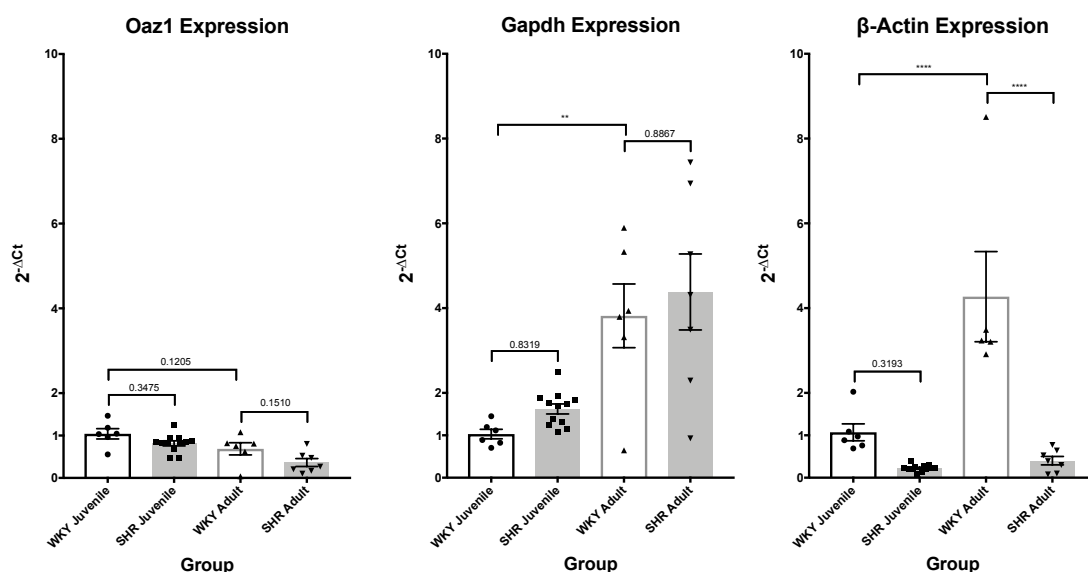 Oaz1 Expression
10
8
6
4
2
0
2-ΔCt
0.1205
0.3475
0.1510
WKY Juvenile
SHR Juvenile
WKY Adult
SHR Adult
Group
Gapdh Expression
10
8
6
4
2
0
2-ΔCt
**
0.8867
0.8319
WKY Juvenile
SHR Juvenile
WKY Adult
SHR Adult
Group
β-Actin Expression
10
8
6
4
2
0
2-ΔCt
****
****
0.3193
WKY Juvenile
SHR Juvenile
WKY Adult
SHR Adult
Group